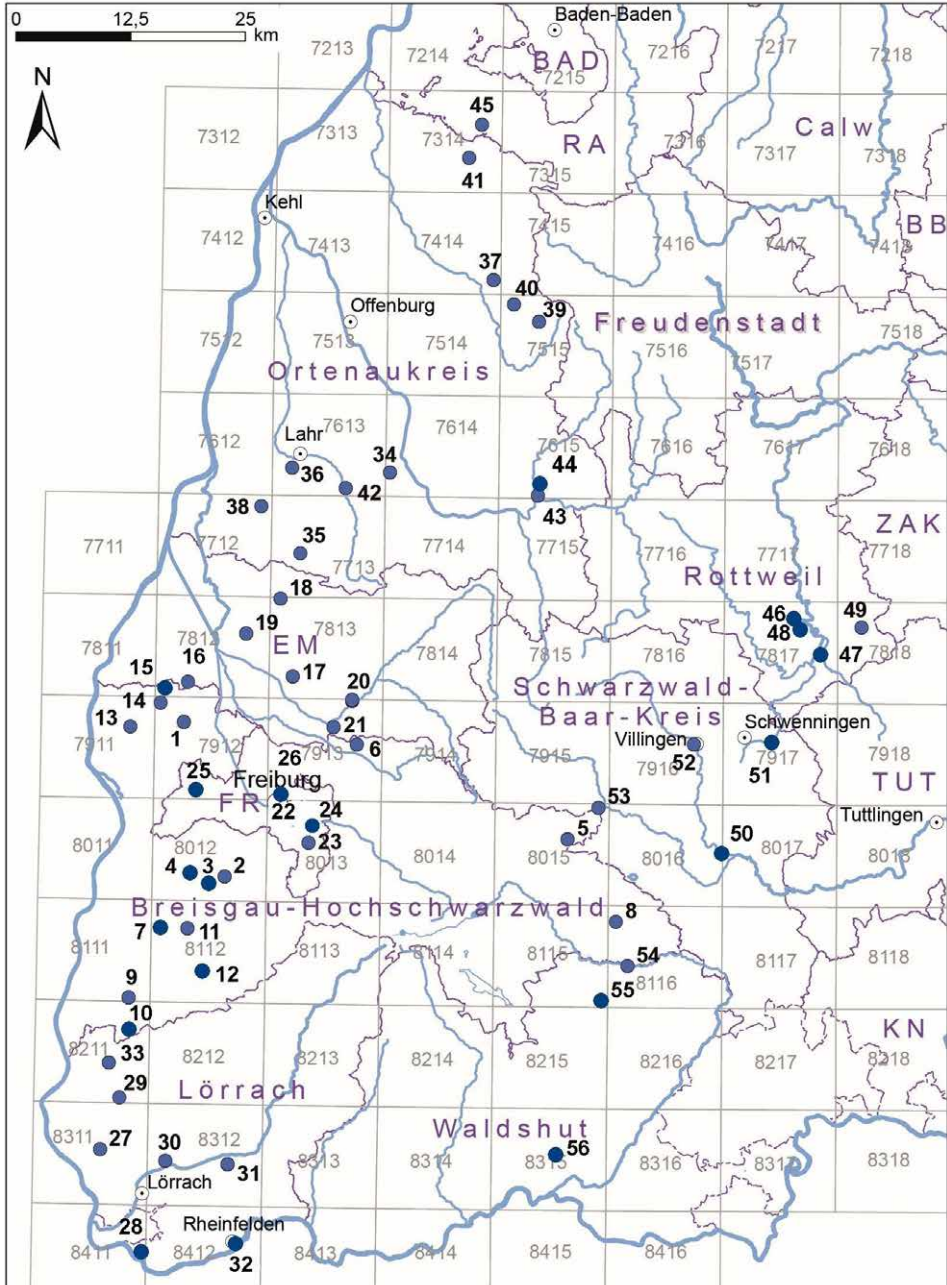 0 12,5 25
km
N
Baden-Baden
7213 7214 BAD 7216 7217 7218
7215
45
7312 7313 7314 RA 7316 Calw
7317 7318
41 7315
Kehl BB
7412 7413 7414 7415 7416 7417 7418
37
40
Offenburg 39 Freudenstadt
7512 7513 7514 7515 7516 7517 7518
Ortenaukreis
7612 7613 7614 7615 7616 7617 7618
Lahr
36 34 44
42
38 43
7711 7712 35 7713 7714 7715 7716 7717 ZAK
7718
Rottweil
18 46 49
19 48
7811 7812 EM 7813 7814 7815 7816 7817 47 7818
15 16 17 20
14 Schwarzwald-
Baar-Kreis
13 1 21 6 Schwenningen
7911 7912 7913 7914 7915 Villingen 7916 52 51 7917 7918
26
25 Freiburg TUT
FR 22 24 53 Tuttlingen
23 5 50
8011 8012 8013 8014 8015 8016 8017 8018
4 3 2
Breisgau-Hochschwarzwald
7 11 8
8111 8112 8113 8114 8115 8116 8117 8118
12 54
9 55
10 KN
8211 8212 8213 8214 8215 8216 8217 8218
33
29 Lörrach
Waldshut
27 30 31 56
8311 8312 8313 8314 8315 8316 8317 8318
Lörrach
28 Rheinfelden
8411 8412 32 8413 8414 8415 8416